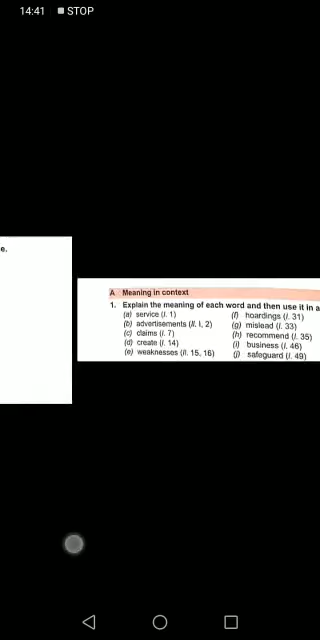 14:41 STOP
e.
A Meaning in context
1. Explain the meaning of each word and then use it in a
(a) service (l. 1)
(b) advertisements (ll. l, 2)
(c) claims (l. 7)
(d) create (l. 14)
(e) weaknesses (ll. 15, 16)
(f) hoardings (l. 31)
(g) mislead (l. 33)
(h) recommend (l. 35)
(i) business (l. 46)
(j) safeguard (l. 49)